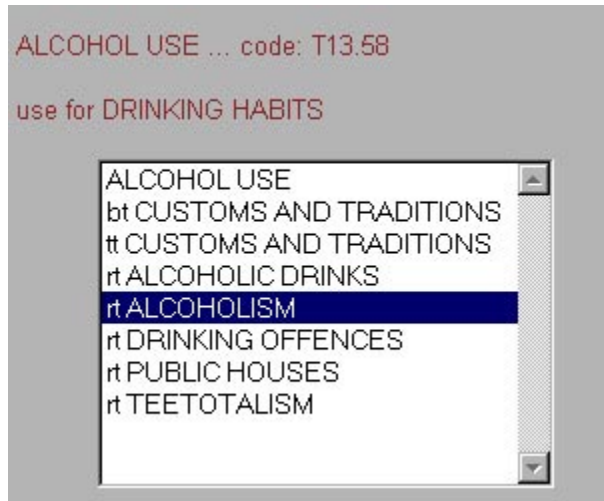 ALCOHOL USE ... code: T13.58
use for DRINKING HABITS
ALCOHOL USE
bt CUSTOMS AND TRADITIONS
tt CUSTOMS AND TRADITIONS
rt ALCOHOLIC DRINKS
rt ALCOHOLISM
rt DRINKING OFFENCES
rt PUBLIC HOUSES
rt TEETOTALISM